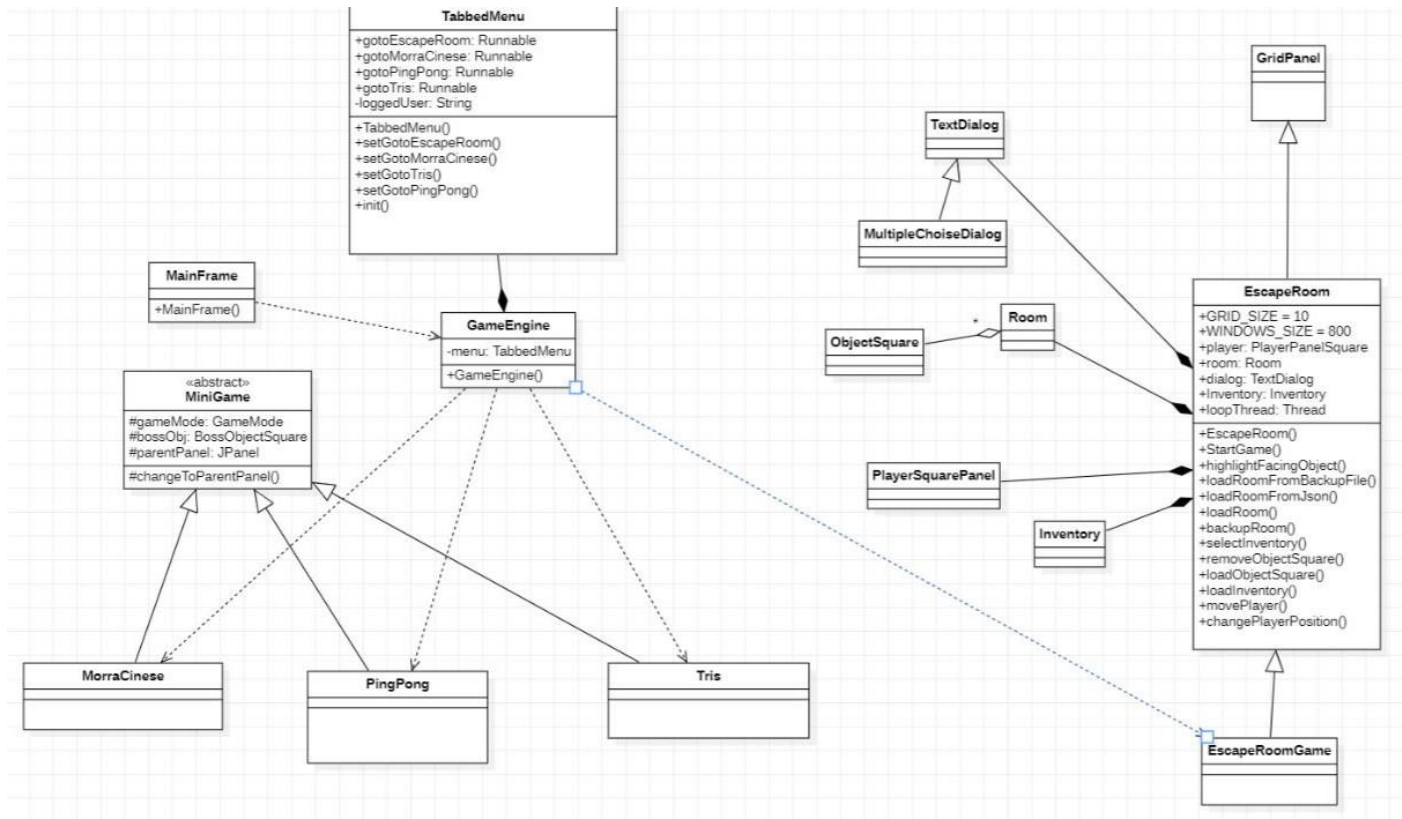 TabbedMenu
+gotoEscapeRoom: Runnable
+gotoMorraCinese: Runnable
+gotoPingPong: Runnable
+gotoTris: Runnable
-loggedUser: String
+TabbedMenu()
+setGotoEscapeRoom()
+setGotoMorraCinese()
+setGotoTris()
+setGotoPingPong()
+init()
MainFrame
+MainFrame()
GameEngine
-menu: TabbedMenu
+GameEngine()
«abstract»
MiniGame
#gameMode: GameMode
#bossObj: BossObjectSquare
#parentPanel: JPanel
#changeToParentPanel()
MorraCinese
PingPong
Tris
GridPanel
TextDialog
MultipleChoiseDialog
ObjectSquare
*
Room
PlayerSquarePanel
Inventory
EscapeRoom
+GRID_SIZE = 10
+WINDOWS_SIZE = 800
+player: PlayerPanelSquare
+room: Room
+dialog: TextDialog
+Inventory: Inventory
+loopThread: Thread
+EscapeRoom()
+StartGame()
+highlightFacingObject()
+loadRoomFromBackupFile()
+loadRoomFromJson()
+loadRoom()
+backupRoom()
+selectInventory()
+removeObjectSquare()
+loadObjectSquare()
+loadInventory()
+movePlayer()
+changePlayerPosition()
EscapeRoomGame